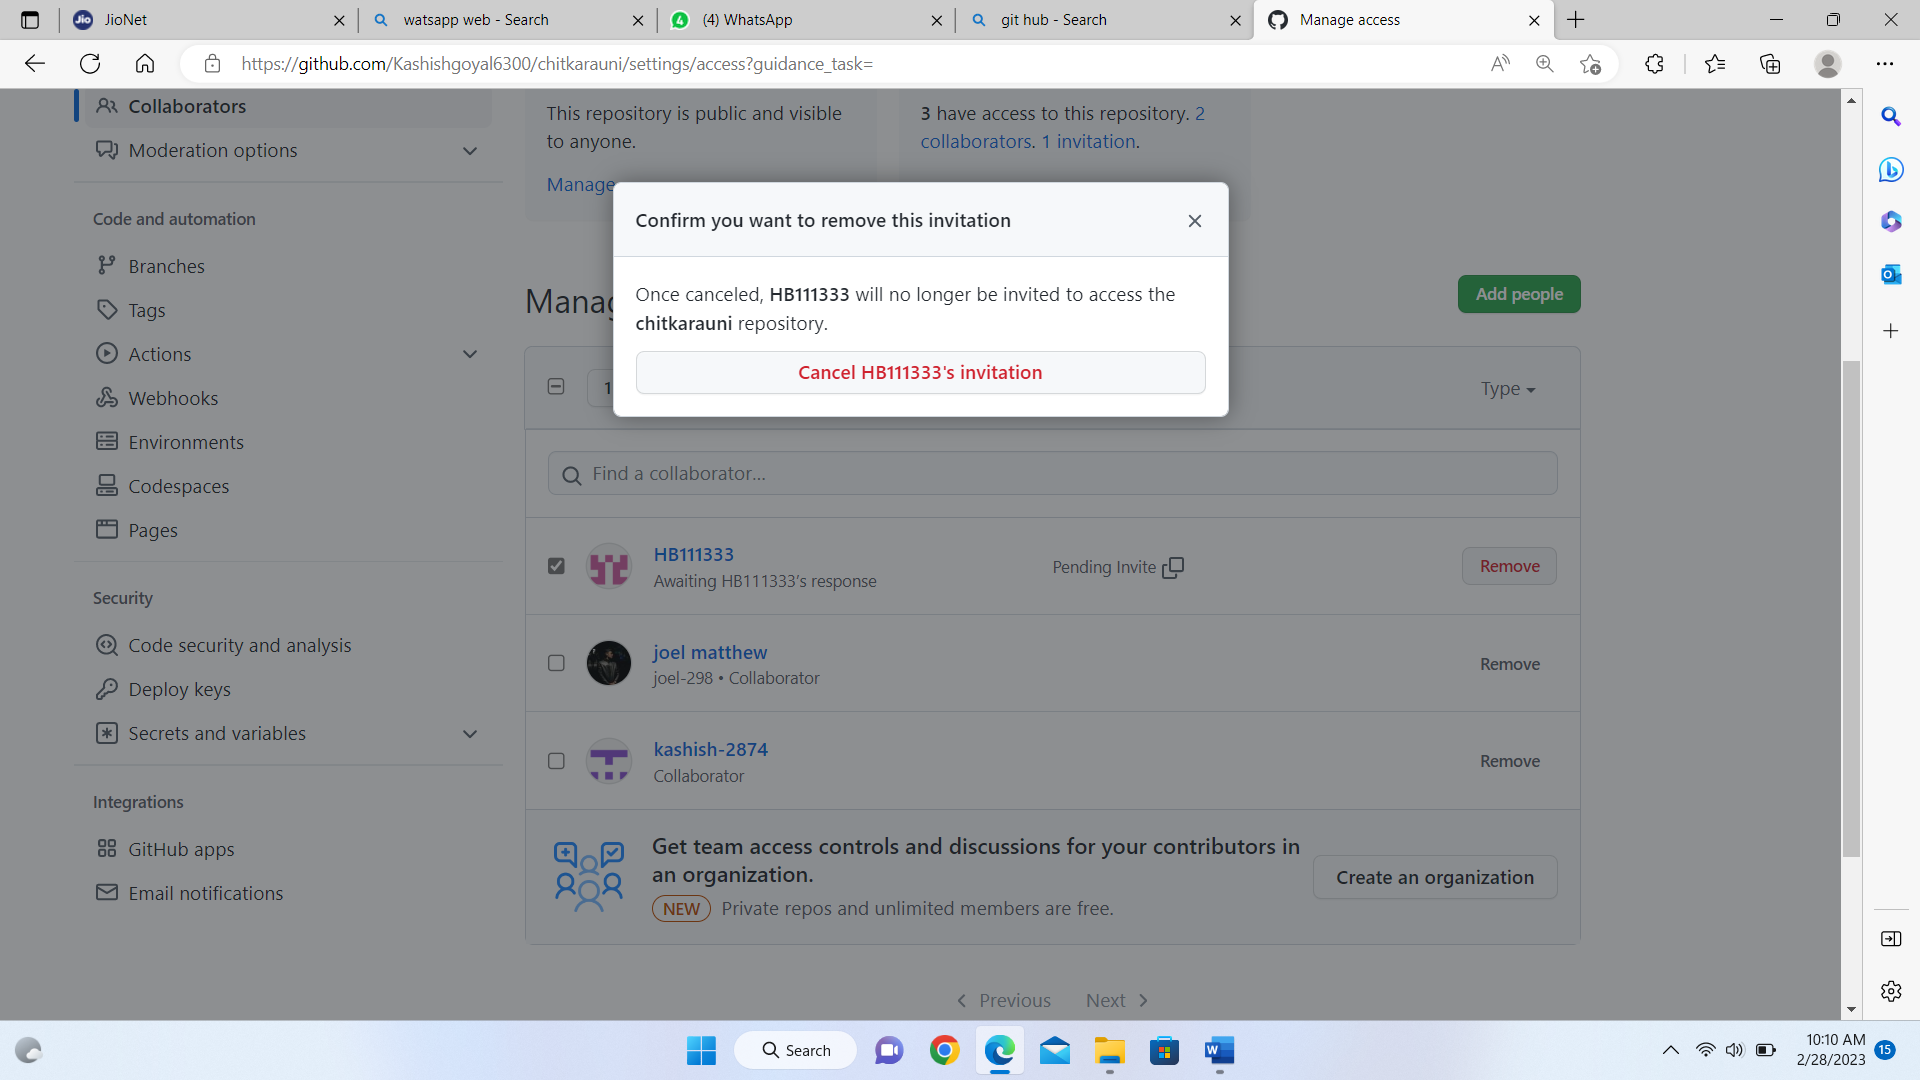 JioNet
watsapp web - Search
(4) WhatsApp
git hub - Search
Manage access
https://github.com/Kashishgoyal6300/chitkarauni/settings/access?guidance_task=
Collaborators
Moderation options
Code and automation
Branches
Tags
Actions
Webhooks
Environments
Codespaces
Pages
Security
Code security and analysis
Deploy keys
Secrets and variables
Integrations
GitHub apps
Email notifications
This repository is public and visible
to anyone.
Manage
3 have access to this repository. 2
collaborators. 1 invitation.
Confirm you want to remove this invitation
Once canceled, HB111333 will no longer be invited to access the
chitkarauni repository.
Cancel HB111333's invitation
Manag
Add people
1
Type
Find a collaborator...
HB111333
Awaiting HB111333's response
Pending Invite
Remove
joel matthew
joel-298 • Collaborator
Remove
kashish-2874
Collaborator
Remove
Get team access controls and discussions for your contributors in
an organization.
NEW Private repos and unlimited members are free.
Create an organization
Previous
Next
Search
10:10 AM
2/28/2023
15